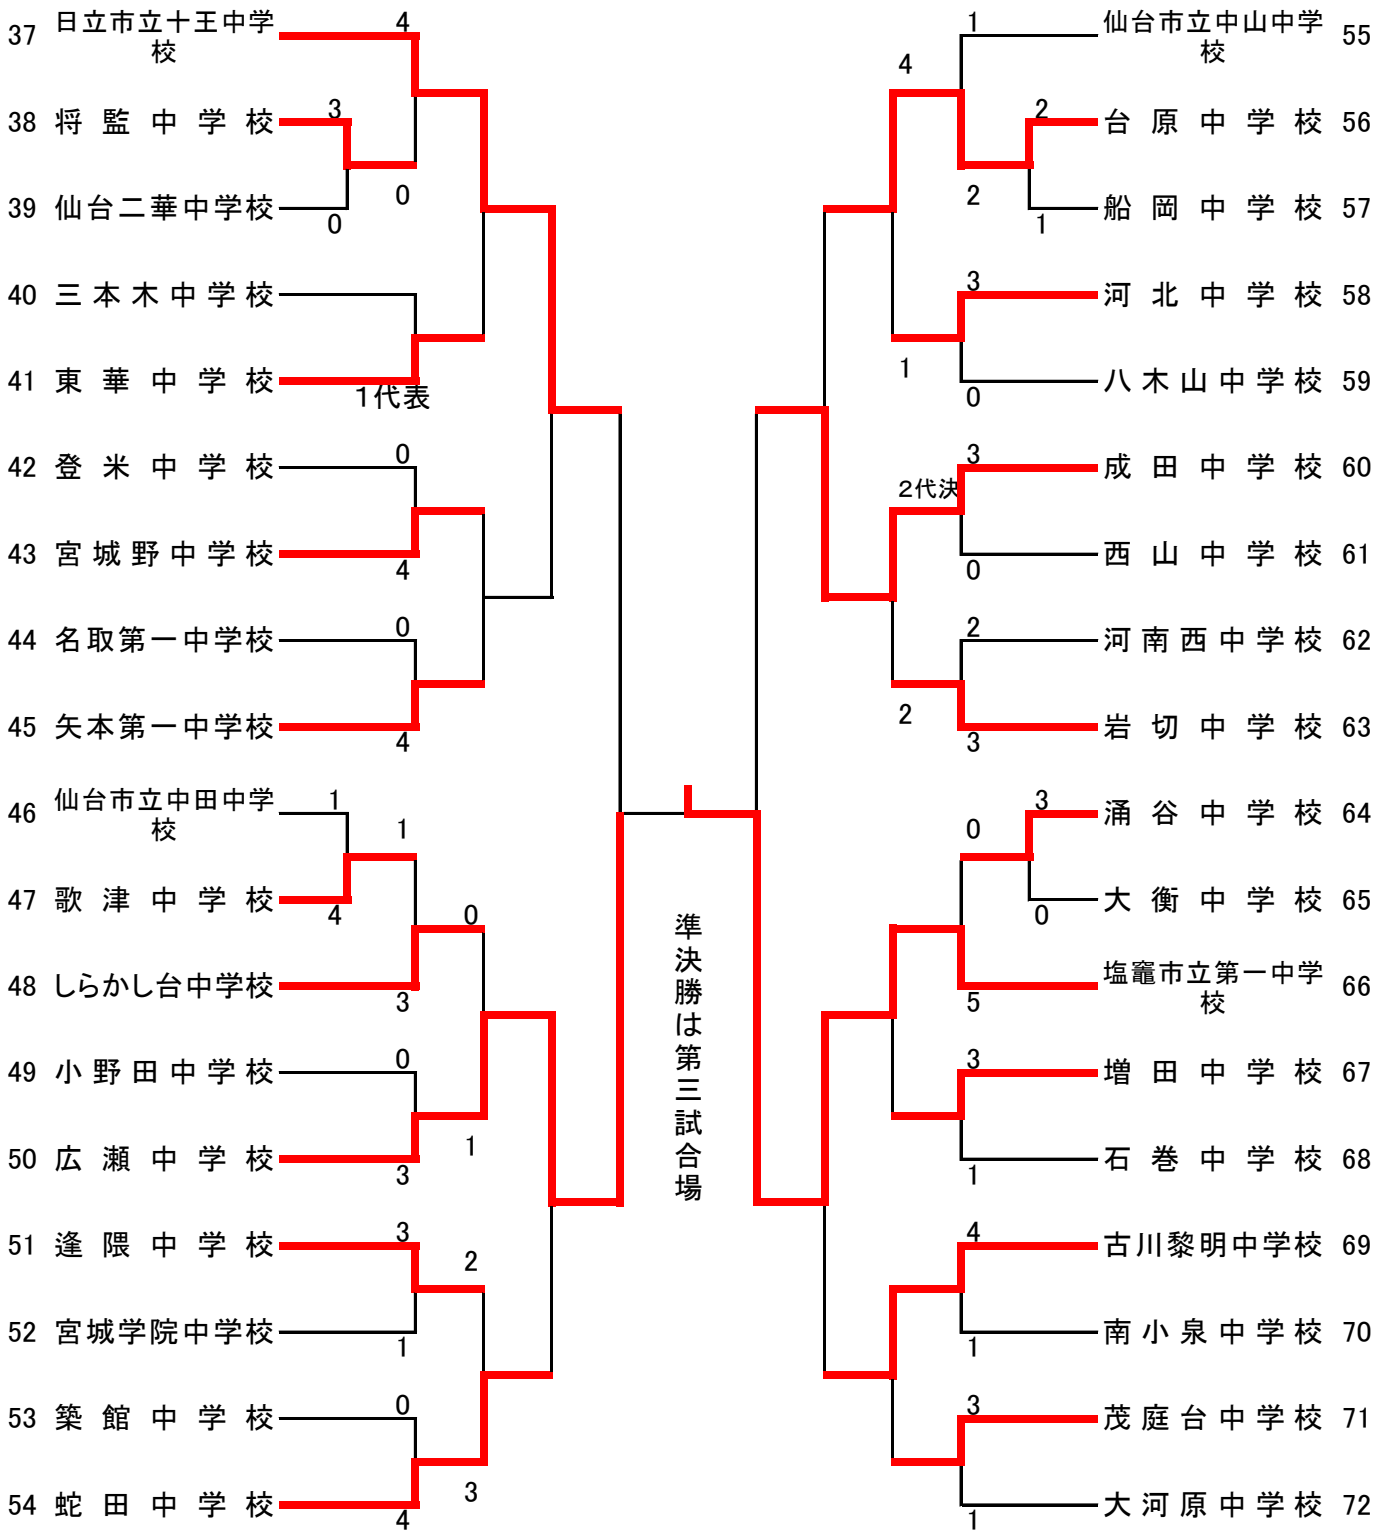 37 日立市立十王中学
校
4
38 将監中学校
3
39 仙台二華中学校
0
0
40 三本木中学校
41 東華中学校
1代表
42 登米中学校
0
43 宮城野中学校
4
44 名取第一中学校
0
45 矢本第一中学校
4
46 仙台市立中田中学
校
1
1
47 歌津中学校
4
0
48 しらかし台中学校
3
49 小野田中学校
0
50 広瀬中学校
3
1
51 逢隈中学校
3
2
52 宮城学院中学校
1
53 築館中学校
0
54 蛇田中学校
4
3
準決勝は第三試合場
1
仙台市立中山中学
校 55
4
2
台原中学校 56
2
船岡中学校 57
1
3
河北中学校 58
1
八木山中学校 59
0
3
成田中学校 60
2代決
西山中学校 61
0
2
河南西中学校 62
2
岩切中学校 63
3
3
涌谷中学校 64
0
大衡中学校 65
0
塩竈市立第一中学
校 66
5
3
増田中学校 67
石巻中学校 68
1
4
古川黎明中学校 69
南小泉中学校 70
1
3
茂庭台中学校 71
大河原中学校 72
1